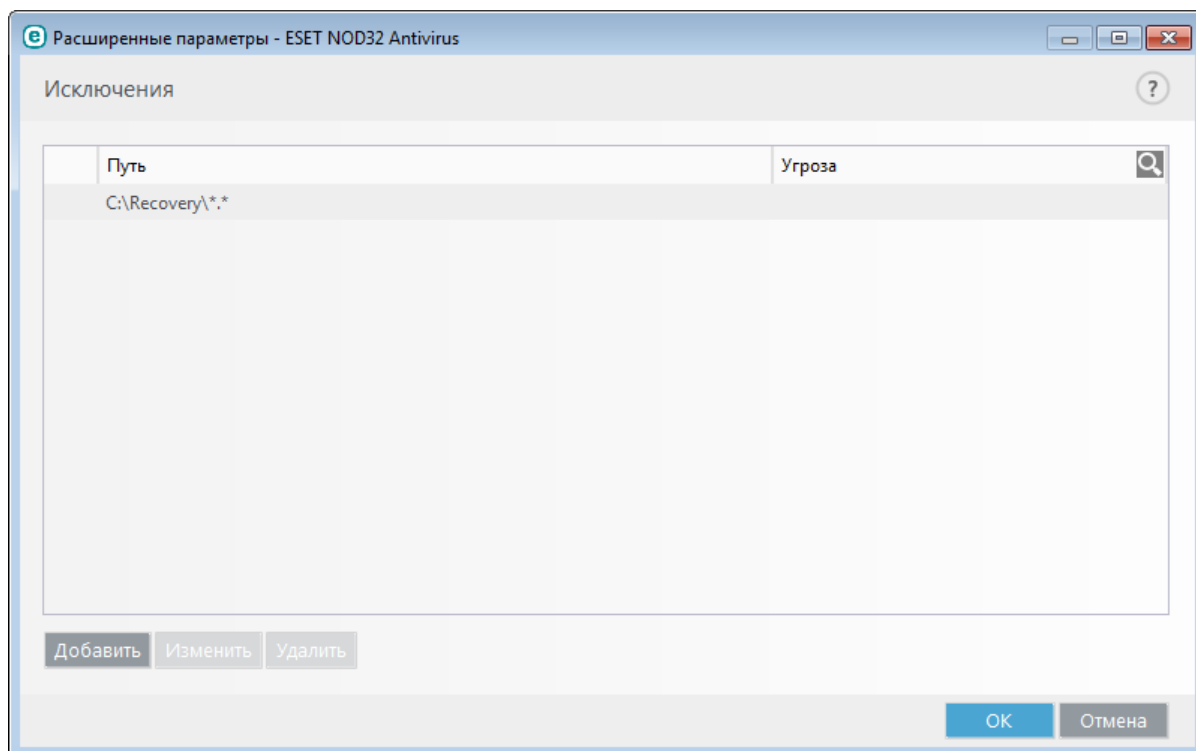 Расширенные параметры - ESET NOD32 Antivirus
Исключения
?
Путь Угроза
C:\Recovery\*.*
Добавить Изменить Удалить
OK Отмена